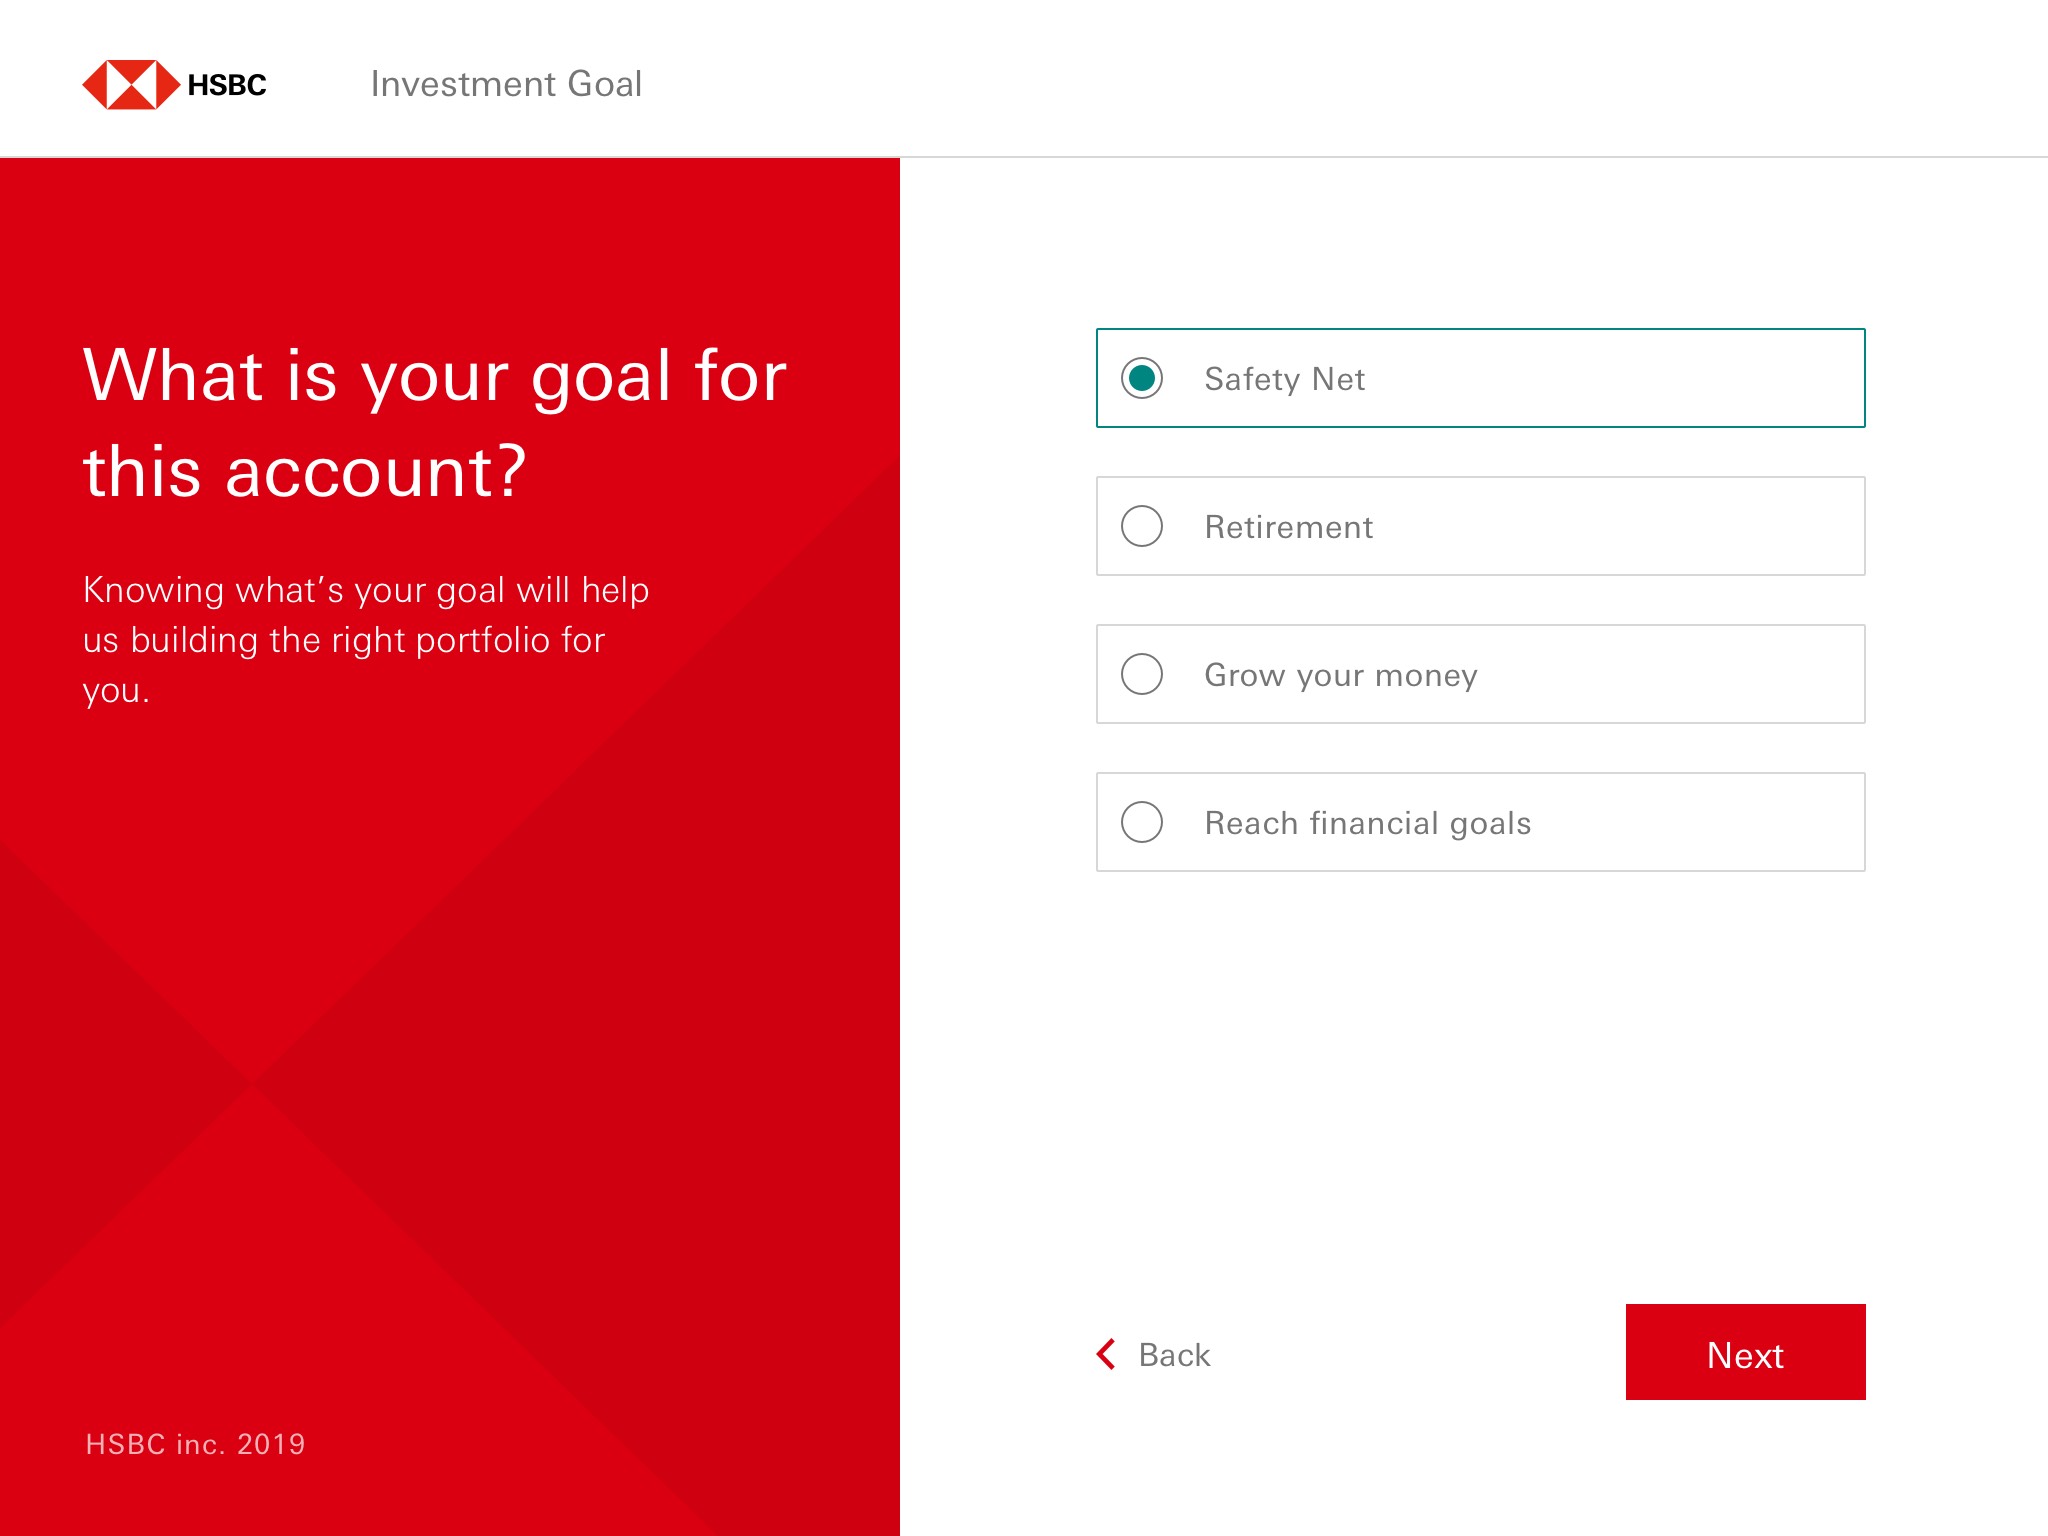 HSBC
Investment Goal
What is your goal for
this account?
Knowing what’s your goal will help
us building the right portfolio for
you.
Safety Net
Retirement
Grow your money
Reach financial goals
Back
Next
HSBC inc. 2019